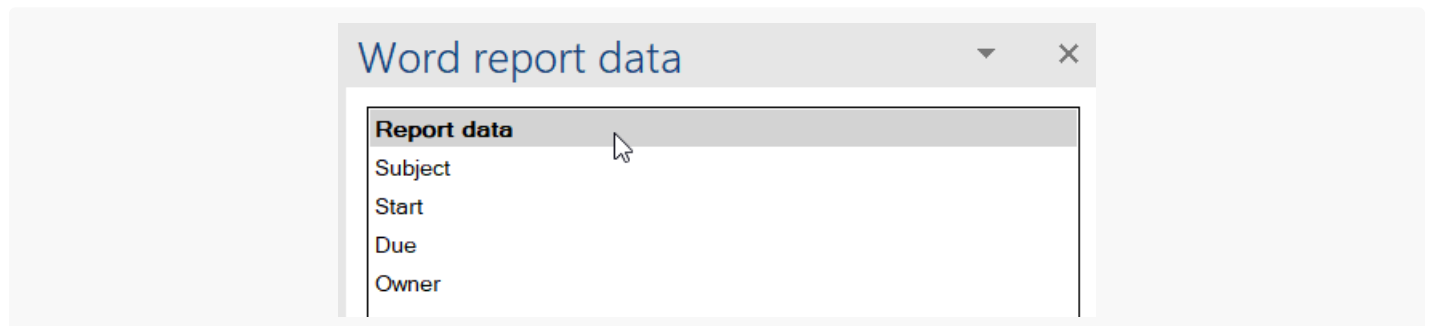 Word report data
Report data
Subject
Start
Due
Owner